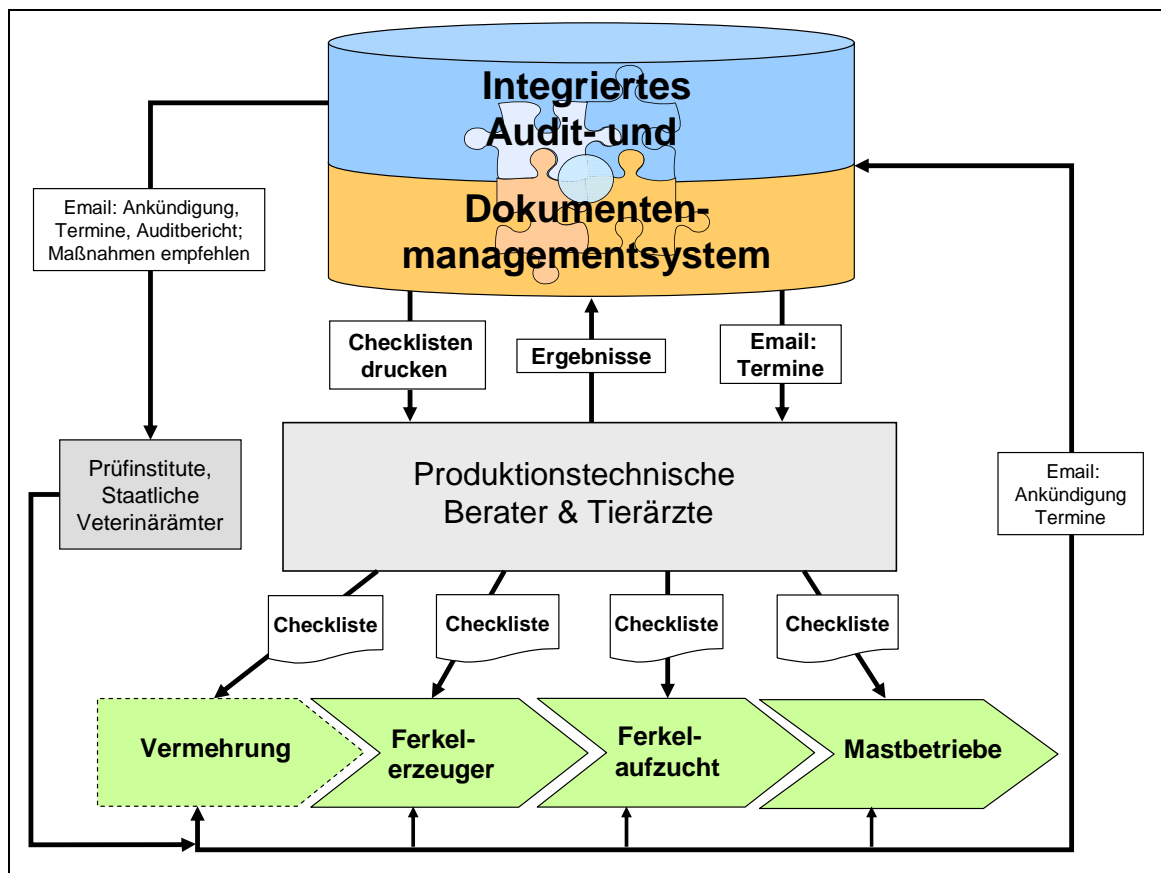 Integriertes
Audit- und
Dokumenten-
managementsystem
Email: Ankündigung,
Termine, Auditbericht;
Maßnahmen empfehlen
Checklisten
drucken
Ergebnisse
Email:
Termine
Prüfinstitute,
Staatliche
Veterinärämter
Produktionstechnische
Berater & Tierärzte
Email:
Ankündigung
Termine
Checkliste
Checkliste
Checkliste
Checkliste
Vermehrung
Ferkel-
erzeuger
Ferkel-
aufzucht
Mastbetriebe